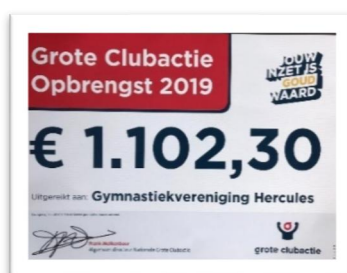 Grote Clubactie
Opbrengst 2019
JOUW
INZET IS
GOUD
WAARD
€ 1.102,30
Uitgereikt aan: Gymnastiekvereniging Hercules
grote clubactie